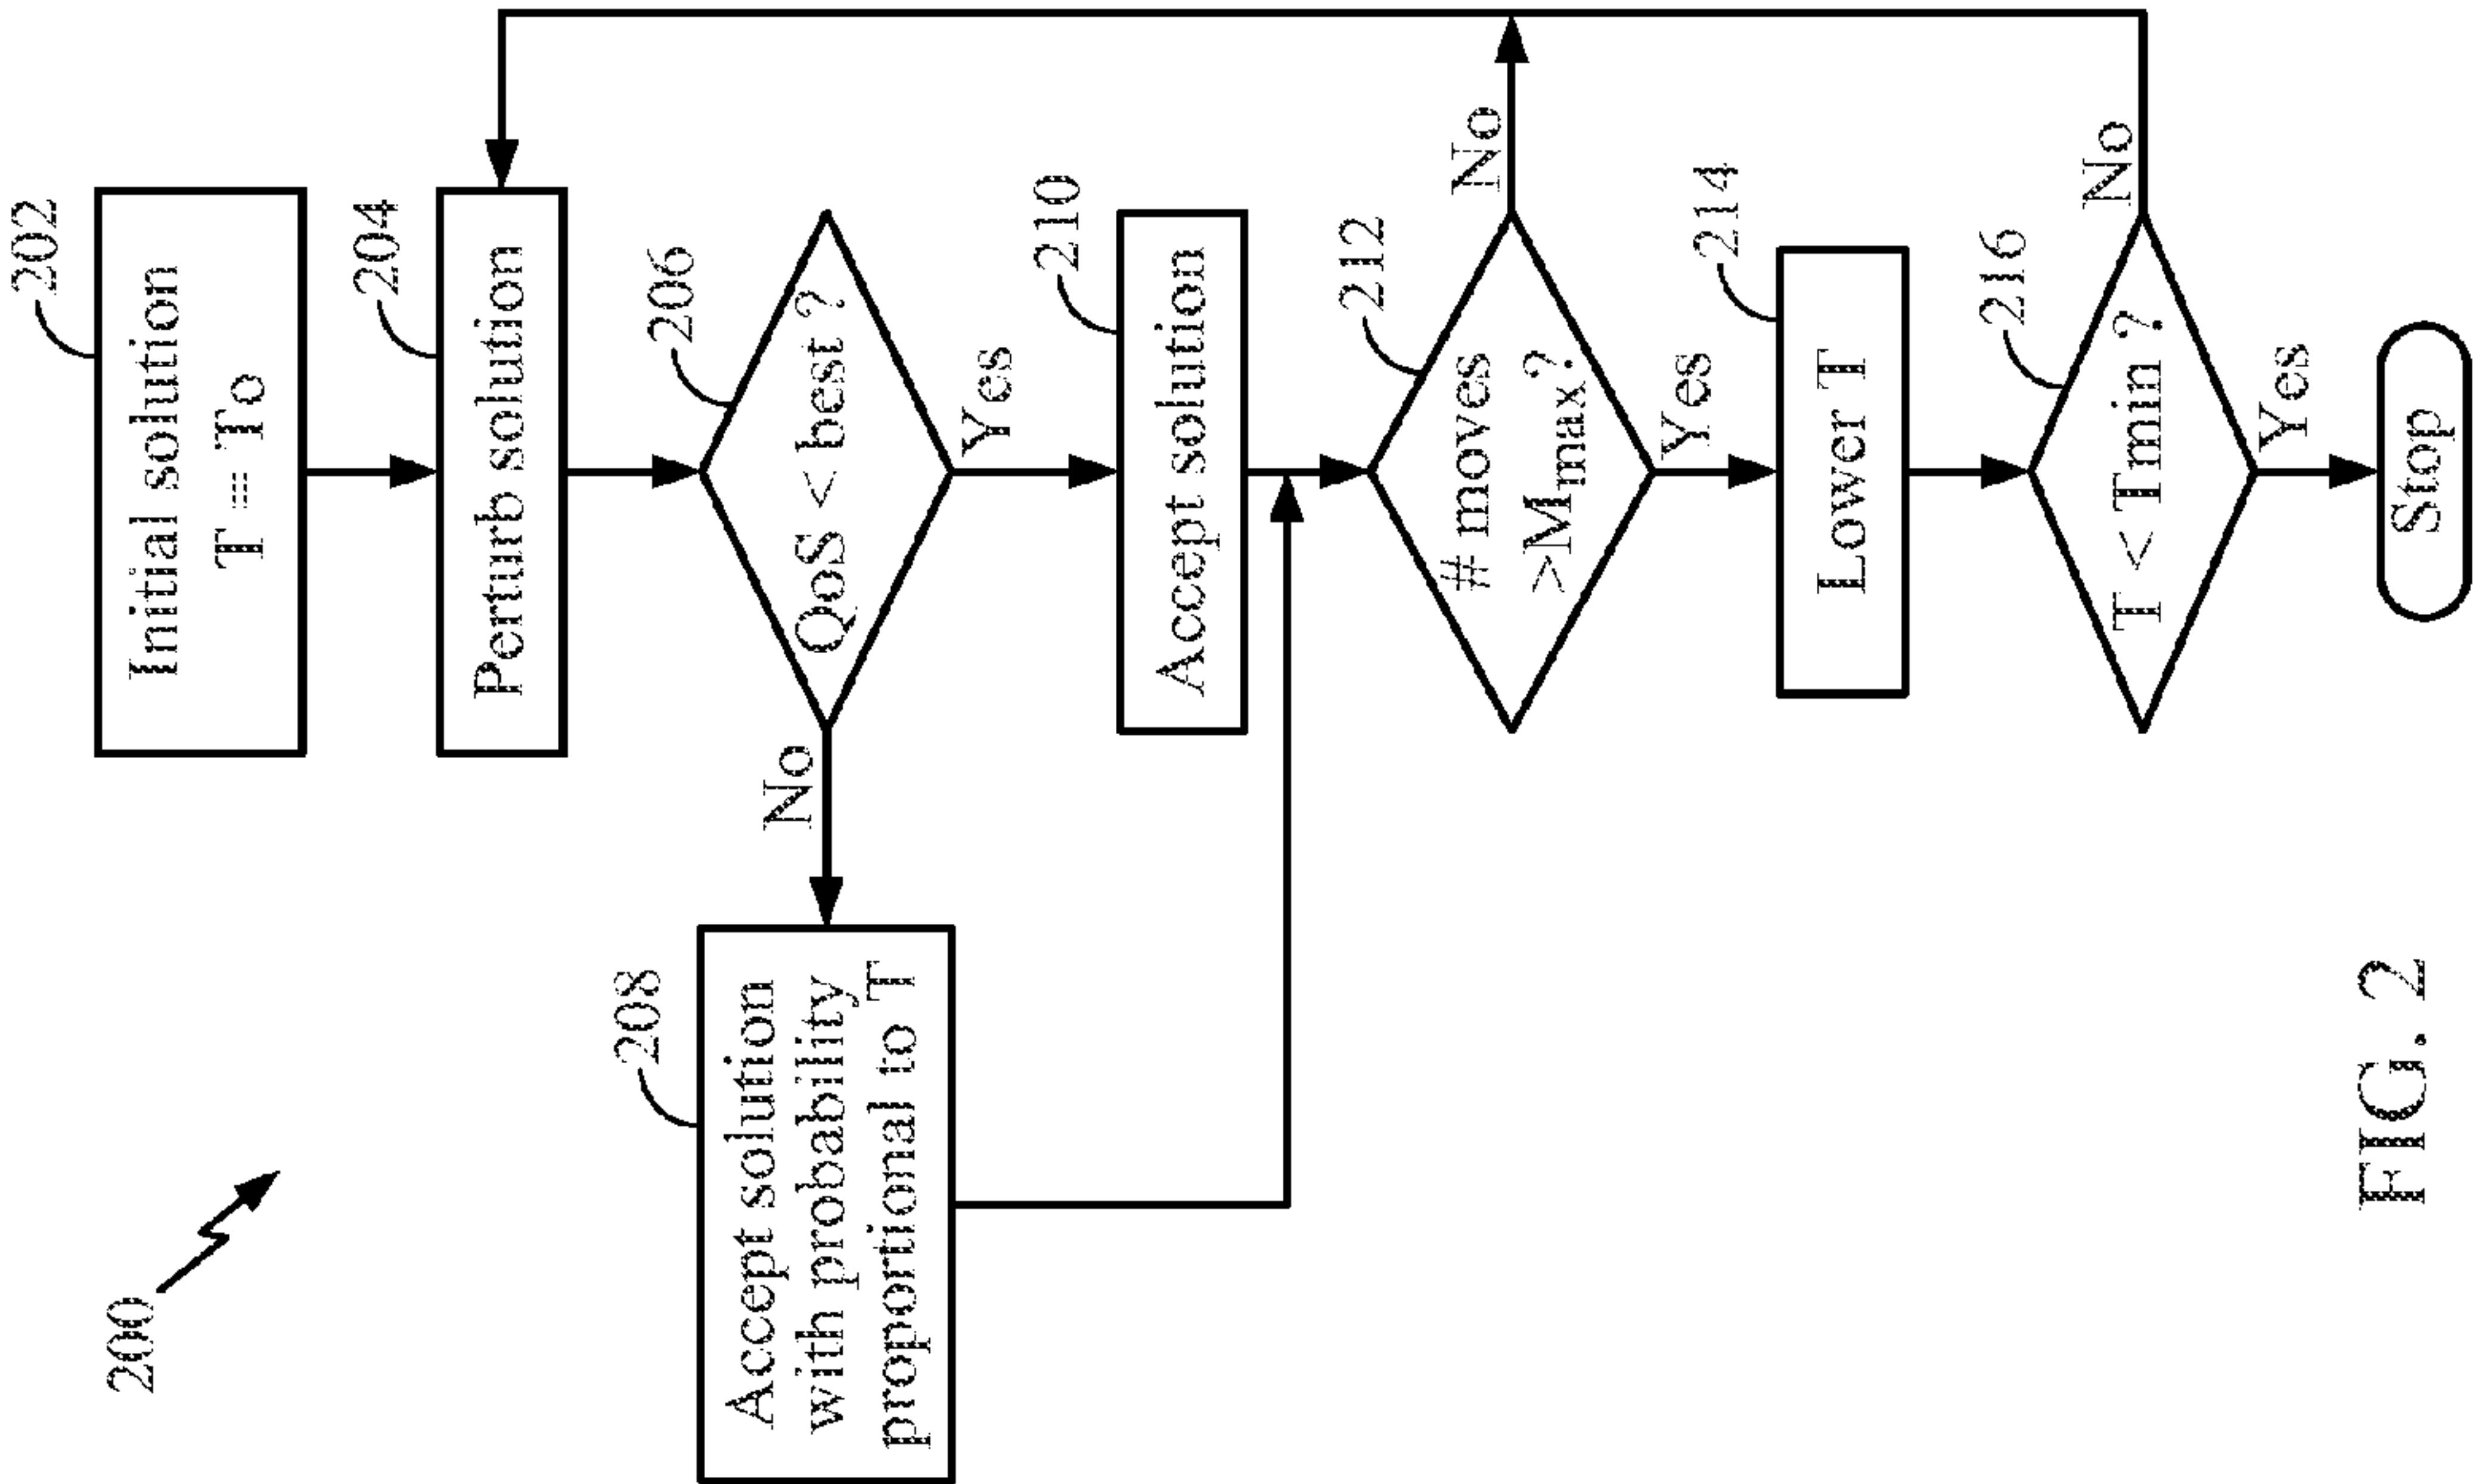 200
202
Initial solution
T = To
204
Perturb solution
206
QoS < best ?
No
Yes
208
Accept solution
with probability
proportional to T
210
Accept solution
212
# moves
>Mmax?
No
Yes
214
Lower T
216
T < Tmin ?
No
Yes
Stop
FIG. 2